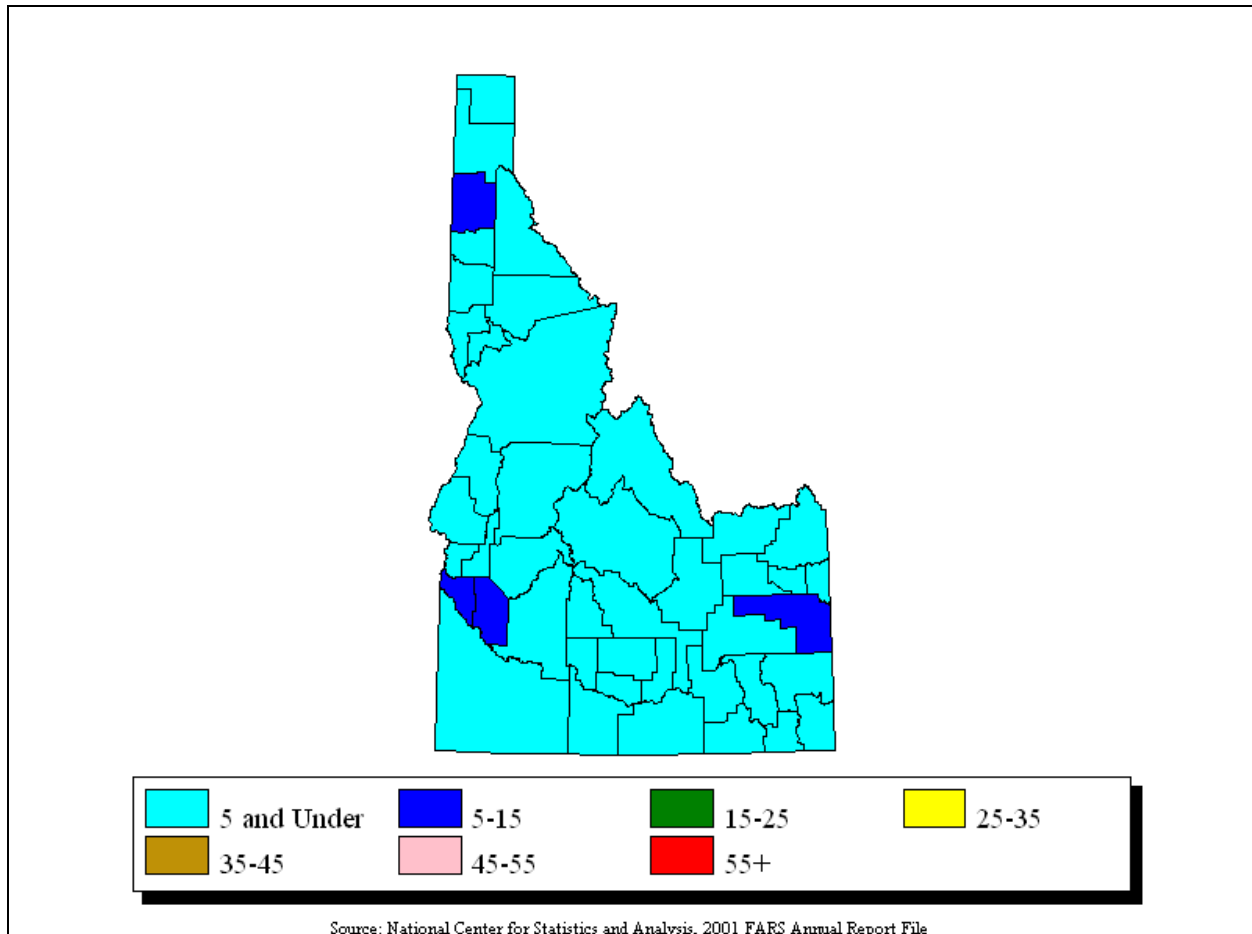 5 and Under 5-15 15-25 25-35
35-45 45-55 55+
Source: National Center for Statistics and Analysis, 2001 FARS Annual Report File